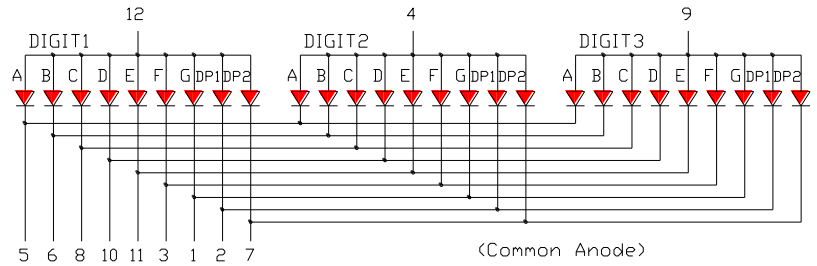 12 4 9
DIGIT1 DIGIT2 DIGIT3
A B C D E F G DP1 DP2 A B C D E F G DP1 DP2 A B C D E F G DP1 DP2
5 6 8 10 11 3 1 2 7
(Common Anode)